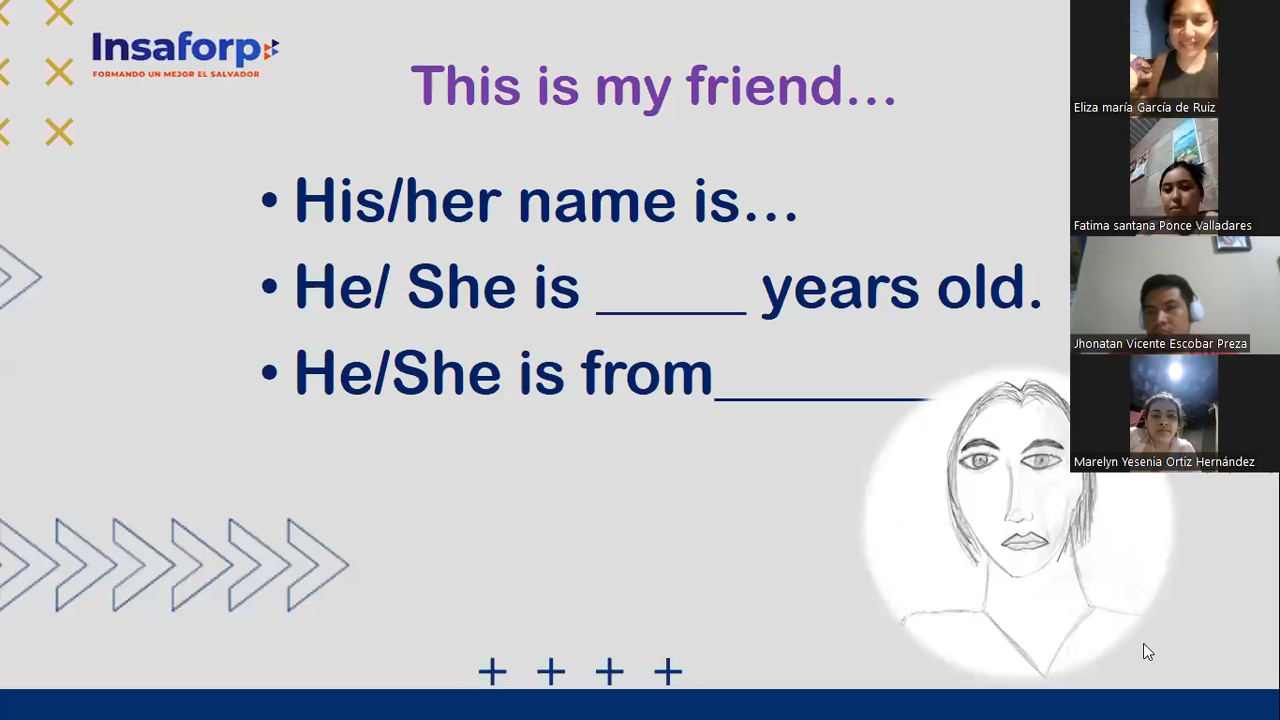 Insaforp
FORMANDO UN MEJOR EL SALVADOR
This is my friend...
• His/her name is...
• He/ She is _____ years old.
• He/She is from________
Eliza maría García de Ruiz
Fatima santana Ponce Valladares
Jhonatan Vicente Escobar Preza
Marelyn Yesenia Ortiz Hernández